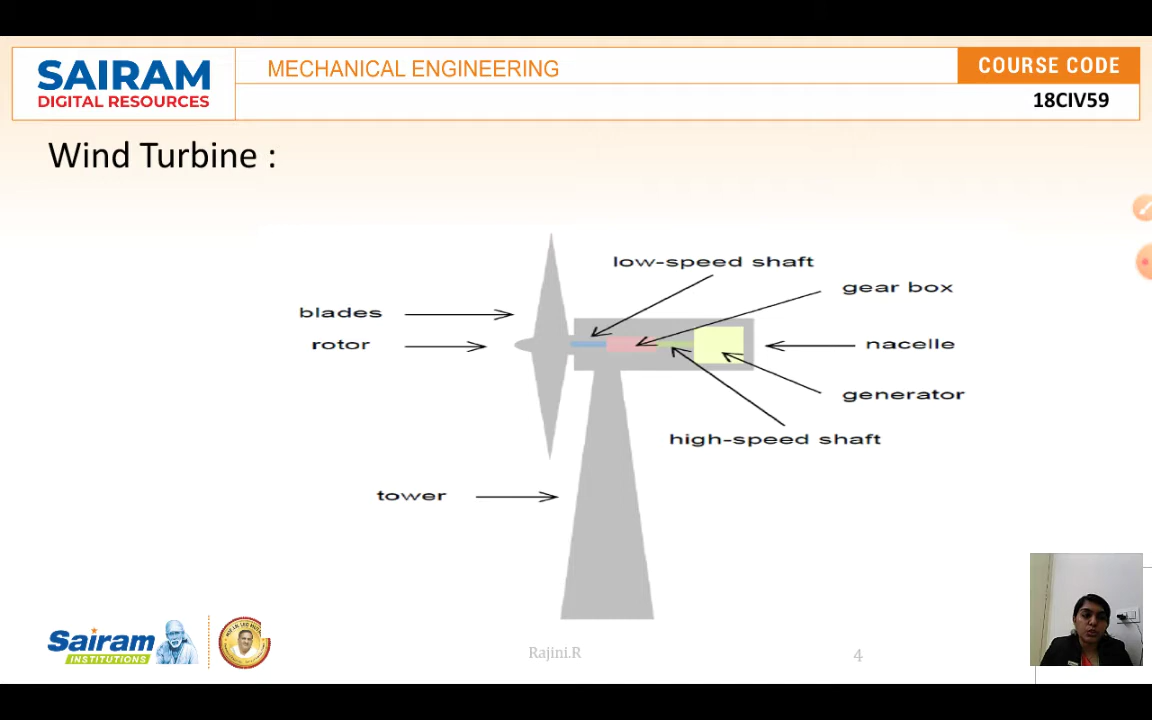 SAIRAM
DIGITAL RESOURCES
MECHANICAL ENGINEERING
COURSE CODE
18CIV59
Wind Turbine :
low-speed shaft
gear box
blades
rotor
nacelle
generator
high-speed shaft
tower
Sairam
INSTITUTIONS
Rajini.R
4